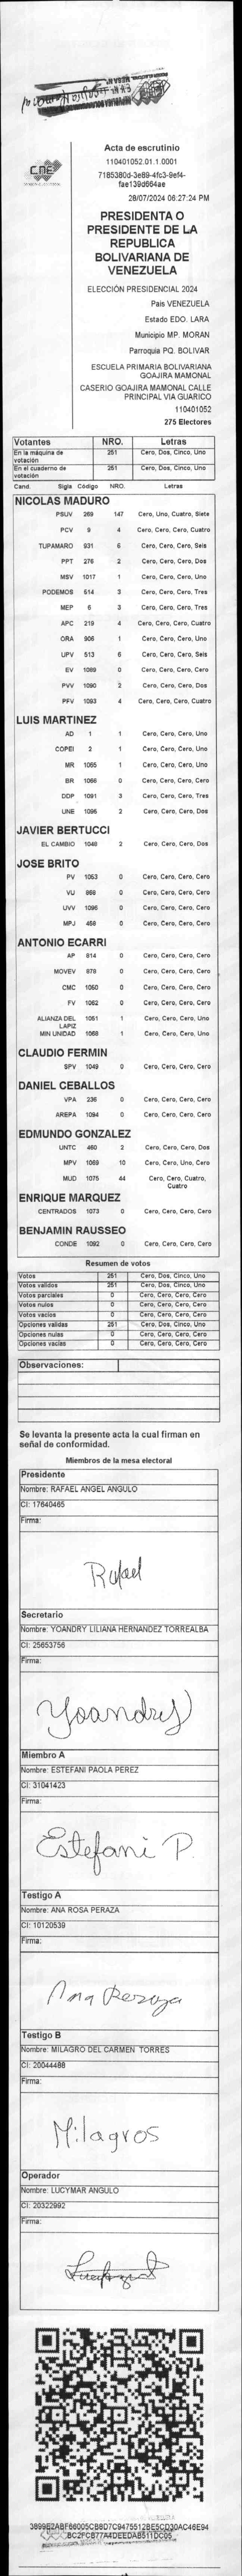 CNE
Acta de escrutinio
110401052.01.1.0001
7185380d-3e89-4fc3-9ef4-
fae139d664ae
28/07/2024 06:27:24 PM
PRESIDENTA O
PRESIDENTE DE LA
REPUBLICA
BOLIVARIANA DE
VENEZUELA
ELECCIÓN PRESIDENCIAL 2024
Pais VENEZUELA
Estado EDO. LARA
Municipio MP. MORAN
Parroquia PQ. BOLIVAR
ESCUELA PRIMARIA BOLIVARIANA
GOAJIRA MAMONAL
CASERIO GOAJIRA MAMONAL CALLE
PRINCIPAL VIA GUARICO
110401052
275 Electores
Votantes NRO. Letras
En la máquina de votación 251 Cero, Dos, Cinco, Uno
En el cuaderno de votación 251 Cero, Dos, Cinco, Uno
Cand. Sigla Código NRO. Letras
NICOLAS MADURO
PSUV 269 147 Cero, Uno, Cuatro, Siete
PCV 9 4 Cero, Cero, Cero, Cuatro
TUPAMARO 931 6 Cero, Cero, Cero, Seis
PPT 276 2 Cero, Cero, Cero, Dos
MSV 1017 1 Cero, Cero, Cero, Uno
PODEMOS 614 3 Cero, Cero, Cero, Tres
MEP 6 3 Cero, Cero, Cero, Tres
APC 219 4 Cero, Cero, Cero, Cuatro
ORA 906 1 Cero, Cero, Cero, Uno
UPV 513 6 Cero, Cero, Cero, Seis
EV 1089 0 Cero, Cero, Cero, Cero
PVV 1090 2 Cero, Cero, Cero, Dos
PFV 1093 4 Cero, Cero, Cero, Cuatro
LUIS MARTINEZ
AD 1 1 Cero, Cero, Cero, Uno
COPEI 2 1 Cero, Cero, Cero, Uno
MR 1065 1 Cero, Cero, Cero, Uno
BR 1066 0 Cero, Cero, Cero, Cero
DDP 1091 3 Cero, Cero, Cero, Tres
UNE 1096 2 Cero, Cero, Cero, Dos
JAVIER BERTUCCI
EL CAMBIO 1048 2 Cero, Cero, Cero, Dos
JOSE BRITO
PV 1053 0 Cero, Cero, Cero, Cero
VU 868 0 Cero, Cero, Cero, Cero
UVV 1095 0 Cero, Cero, Cero, Cero
MPJ 458 0 Cero, Cero, Cero, Cero
ANTONIO ECARRI
AP 814 0 Cero, Cero, Cero, Cero
MOVEV 878 0 Cero, Cero, Cero, Cero
CMC 1050 0 Cero, Cero, Cero, Cero
FV 1062 0 Cero, Cero, Cero, Cero
ALIANZA DEL LAPIZ 1051 1 Cero, Cero, Cero, Uno
MIN UNIDAD 1068 1 Cero, Cero, Cero, Uno
CLAUDIO FERMIN
SPV 1049 0 Cero, Cero, Cero, Cero
DANIEL CEBALLOS
VPA 236 0 Cero, Cero, Cero, Cero
AREPA 1094 0 Cero, Cero, Cero, Cero
EDMUNDO GONZALEZ
UNTC 460 2 Cero, Cero, Cero, Dos
MPV 1069 10 Cero, Cero, Uno, Cero
MUD 1075 44 Cero, Cero, Cuatro, Cuatro
ENRIQUE MARQUEZ
CENTRADOS 1073 0 Cero, Cero, Cero, Cero
BENJAMIN RAUSSEO
CONDE 1092 0 Cero, Cero, Cero, Cero
Resumen de votos
Votos 251 Cero, Dos, Cinco, Uno
Votos validos 251 Cero, Dos, Cinco, Uno
Votos parciales 0 Cero, Cero, Cero, Cero
Votos nulos 0 Cero, Cero, Cero, Cero
Votos vacios 0 Cero, Cero, Cero, Cero
Opciones validas 251 Cero, Dos, Cinco, Uno
Opciones nulas 0 Cero, Cero, Cero, Cero
Opciones vacias 0 Cero, Cero, Cero, Cero
Observaciones:
Se levanta la presente acta la cual firman en
señal de conformidad.
Miembros de la mesa electoral
Presidente
Nombre: RAFAEL ANGEL ANGULO
CI: 17640465
Firma:
Rafael
Secretario
Nombre: YOANDRY LILIANA HERNANDEZ TORREALBA
CI: 25653756
Firma:
Yoandry
Miembro A
Nombre: ESTEFANI PAOLA PEREZ
CI: 31041423
Firma:
Estefani P.
Testigo A
Nombre: ANA ROSA PERAZA
CI: 10120539
Firma:
Ana Peraza
Testigo B
Nombre: MILAGRO DEL CARMEN TORRES
CI: 20044488
Firma:
Milagros
Operador
Nombre: LUCYMAR ANGULO
CI: 20322992
Firma:
3899E2ABF66005CB8D7C9475512BE5CD30AC46E94
BC2FCB77A4DEEDAB511DC05